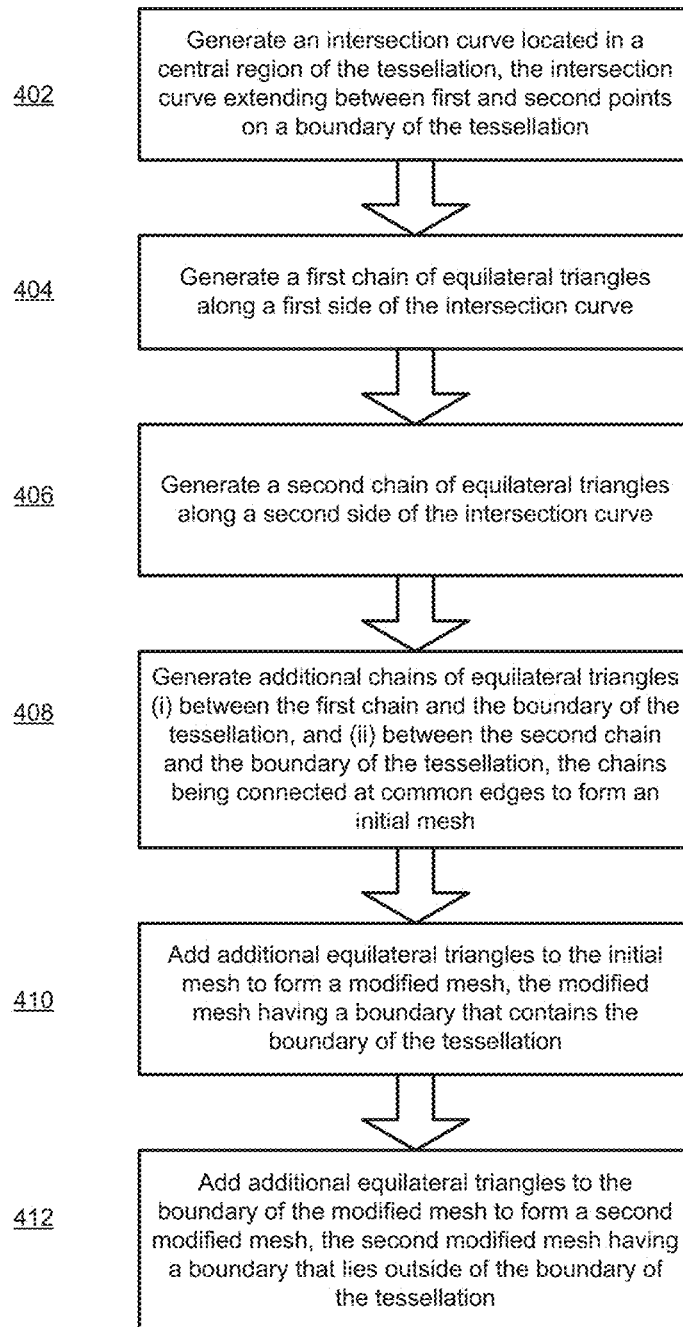 402
Generate an intersection curve located in a
central region of the tessellation, the intersection
curve extending between first and second points
on a boundary of the tessellation
404
Generate a first chain of equilateral triangles
along a first side of the intersection curve
406
Generate a second chain of equilateral triangles
along a second side of the intersection curve
408
Generate additional chains of equilateral triangles
(i) between the first chain and the boundary of the
tessellation, and (ii) between the second chain
and the boundary of the tessellation, the chains
being connected at common edges to form an
initial mesh
410
Add additional equilateral triangles to the initial
mesh to form a modified mesh, the modified
mesh having a boundary that contains the
boundary of the tessellation
412
Add additional equilateral triangles to the
boundary of the modified mesh to form a second
modified mesh, the second modified mesh having
a boundary that lies outside of the boundary of
the tessellation